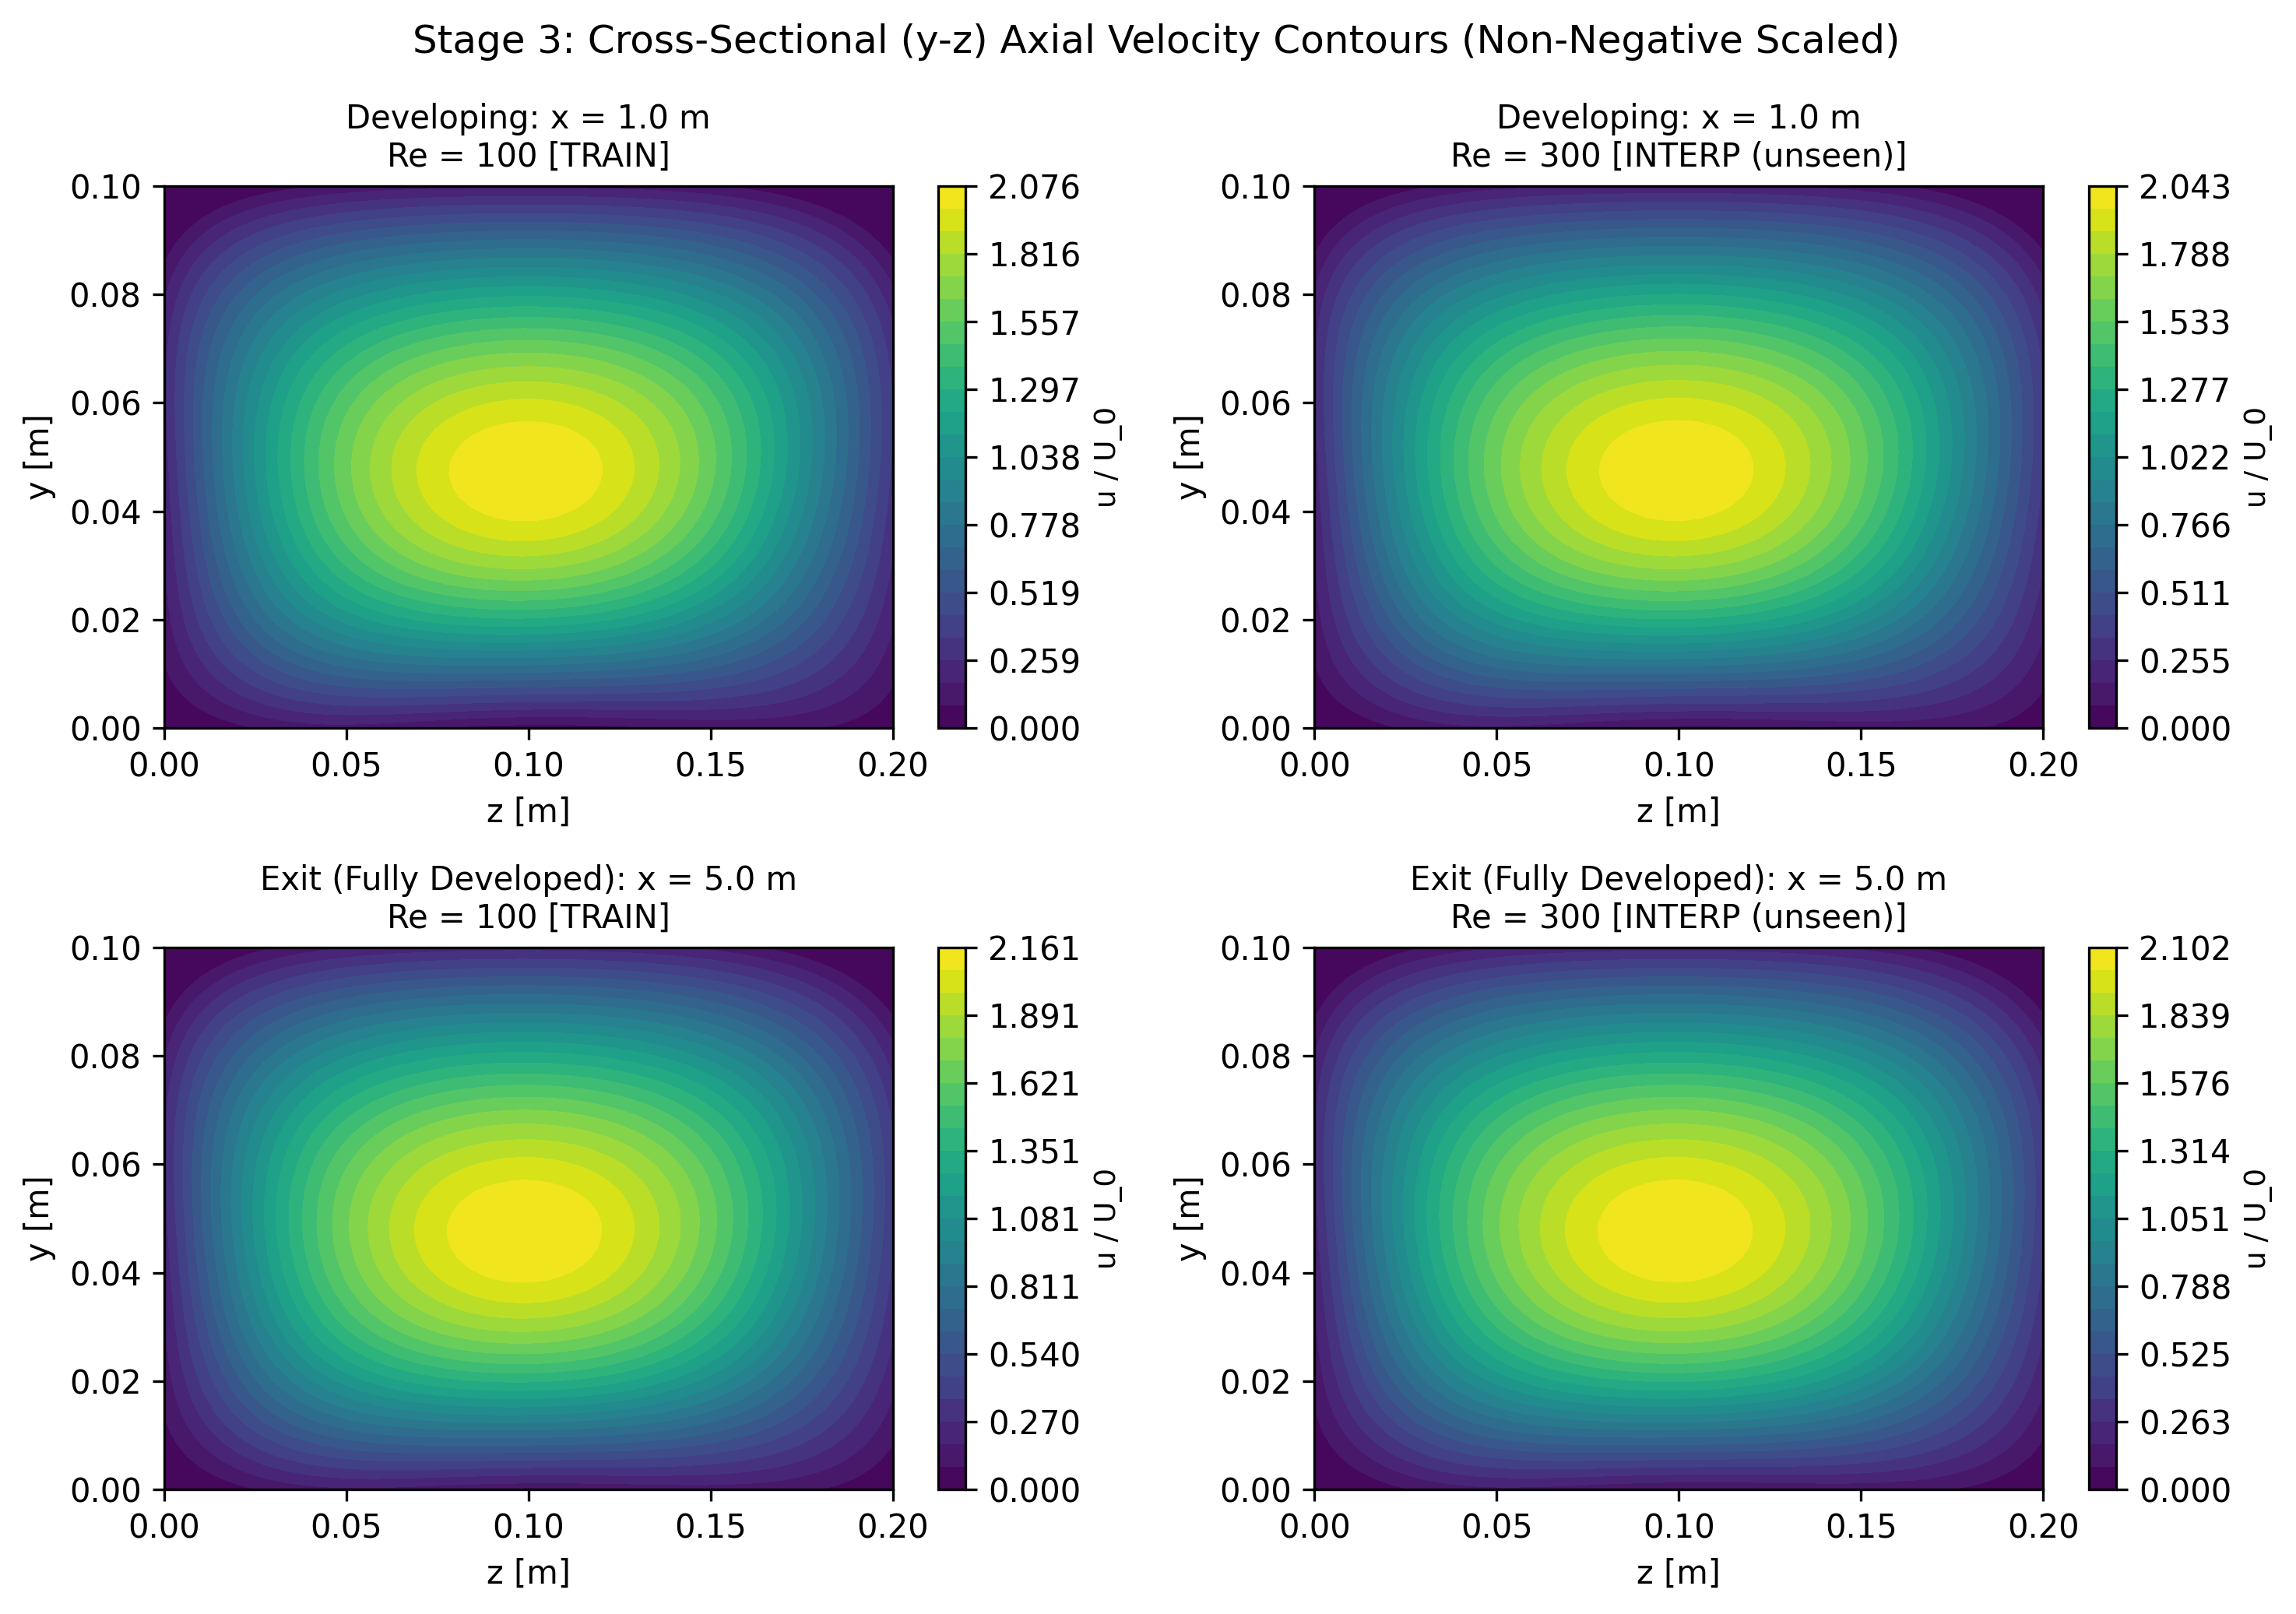 Stage 3: Cross-Sectional (y-z) Axial Velocity Contours (Non-Negative Scaled)
Developing: x = 1.0 m
Re = 100 [TRAIN]
0.10
0.08
0.06
0.04
0.02
0.00
y [m]
0.00 0.05 0.10 0.15 0.20
z [m]
2.076
1.816
1.557
1.297
1.038
0.778
0.519
0.259
0.000
u / U_0
Developing: x = 1.0 m
Re = 300 [INTERP (unseen)]
0.10
0.08
0.06
0.04
0.02
0.00
y [m]
0.00 0.05 0.10 0.15 0.20
z [m]
2.043
1.788
1.533
1.277
1.022
0.766
0.511
0.255
0.000
u / U_0
Exit (Fully Developed): x = 5.0 m
Re = 100 [TRAIN]
0.10
0.08
0.06
0.04
0.02
0.00
y [m]
0.00 0.05 0.10 0.15 0.20
z [m]
2.161
1.891
1.621
1.351
1.081
0.811
0.540
0.270
0.000
u / U_0
Exit (Fully Developed): x = 5.0 m
Re = 300 [INTERP (unseen)]
0.10
0.08
0.06
0.04
0.02
0.00
y [m]
0.00 0.05 0.10 0.15 0.20
z [m]
2.102
1.839
1.576
1.314
1.051
0.788
0.525
0.263
0.000
u / U_0